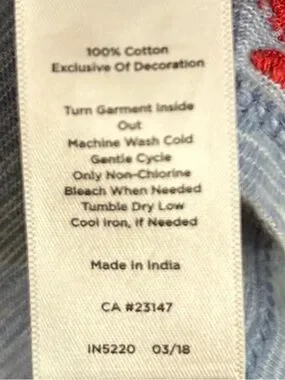 100% Cotton
Exclusive Of Decoration
Turn Garment Inside
Out
Machine Wash Cold
Gentle Cycle
Only Non-Chlorine
Bleach When Needed
Tumble Dry Low
Cool Iron, If Needed
Made In India
CA #23147
IN5220 03/18